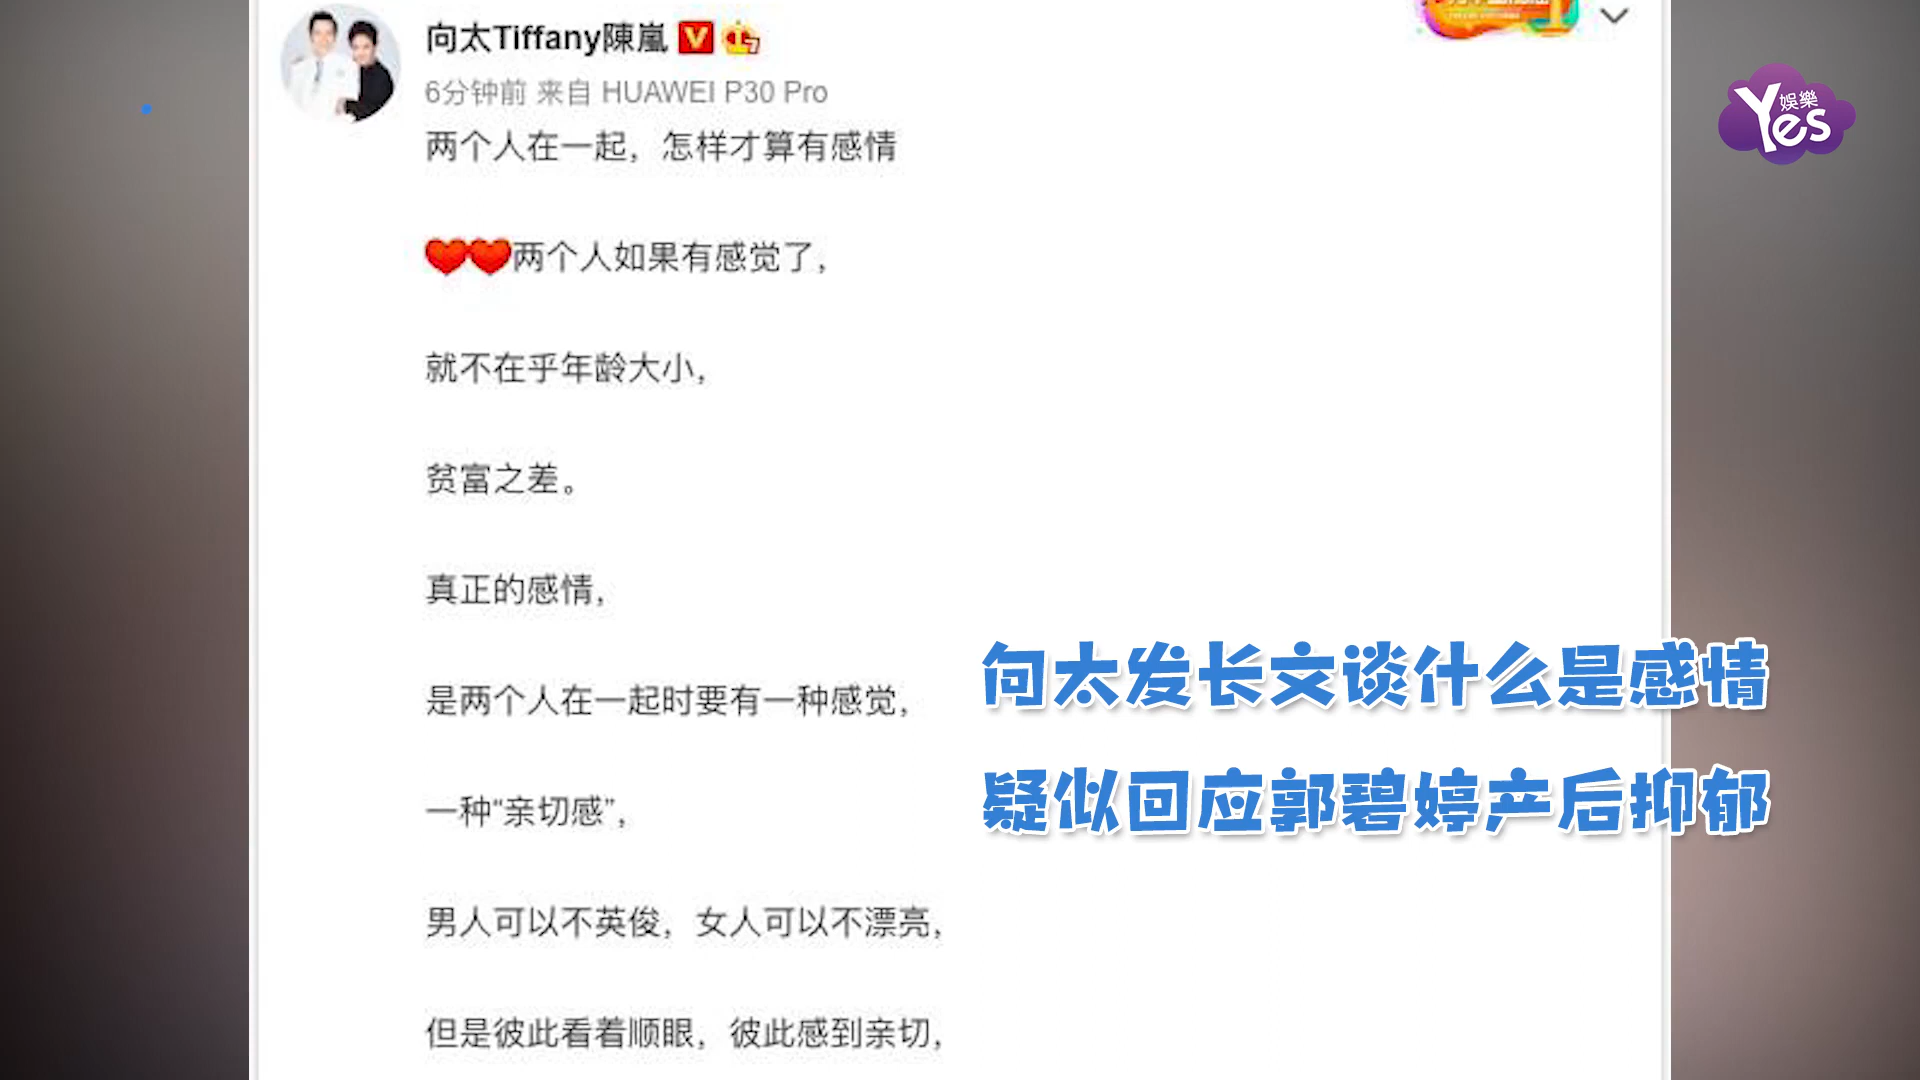 向太Tiffany陳嵐
6分钟前 来自 HUAWEI P30 Pro
两个人在一起，怎样才算有感情
两个人如果有感觉了，
就不在乎年龄大小，
贫富之差。
真正的感情，
是两个人在一起时要有一种感觉，
一种“亲切感”，
男人可以不英俊，女人可以不漂亮，
但是彼此看着顺眼，彼此感到亲切，
Yes 娱樂
向太发长文谈什么是感情
疑似回应郭碧婷产后抑郁